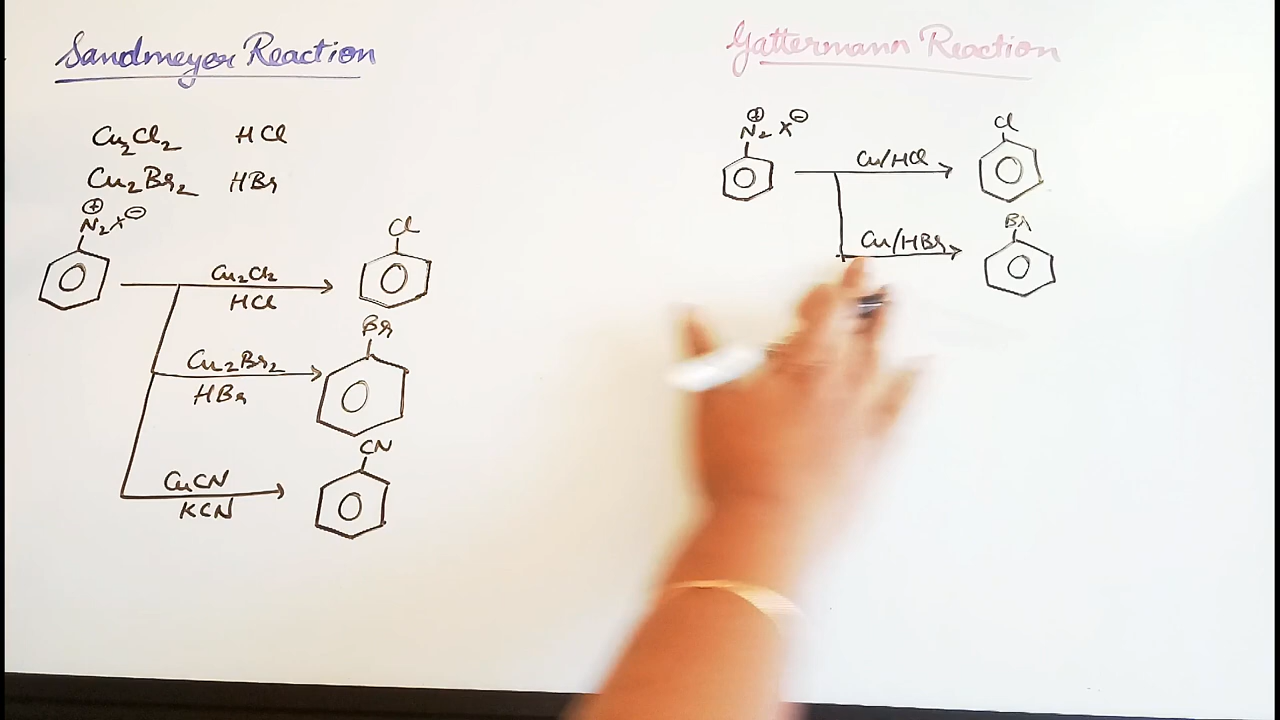 Sandmeyer Reaction
Cu₂Cl₂ HCl
Cu₂Br₂ HBr
N₂⊕X⊖
Cl
Cu₂Cl₂
HCl
Br
Cu₂Br₂
HBr
CN
CuCN
KCN
Gattermann Reaction
N₂⊕X⊖
Cl
Cu/HCl
Br
Cu/HBr